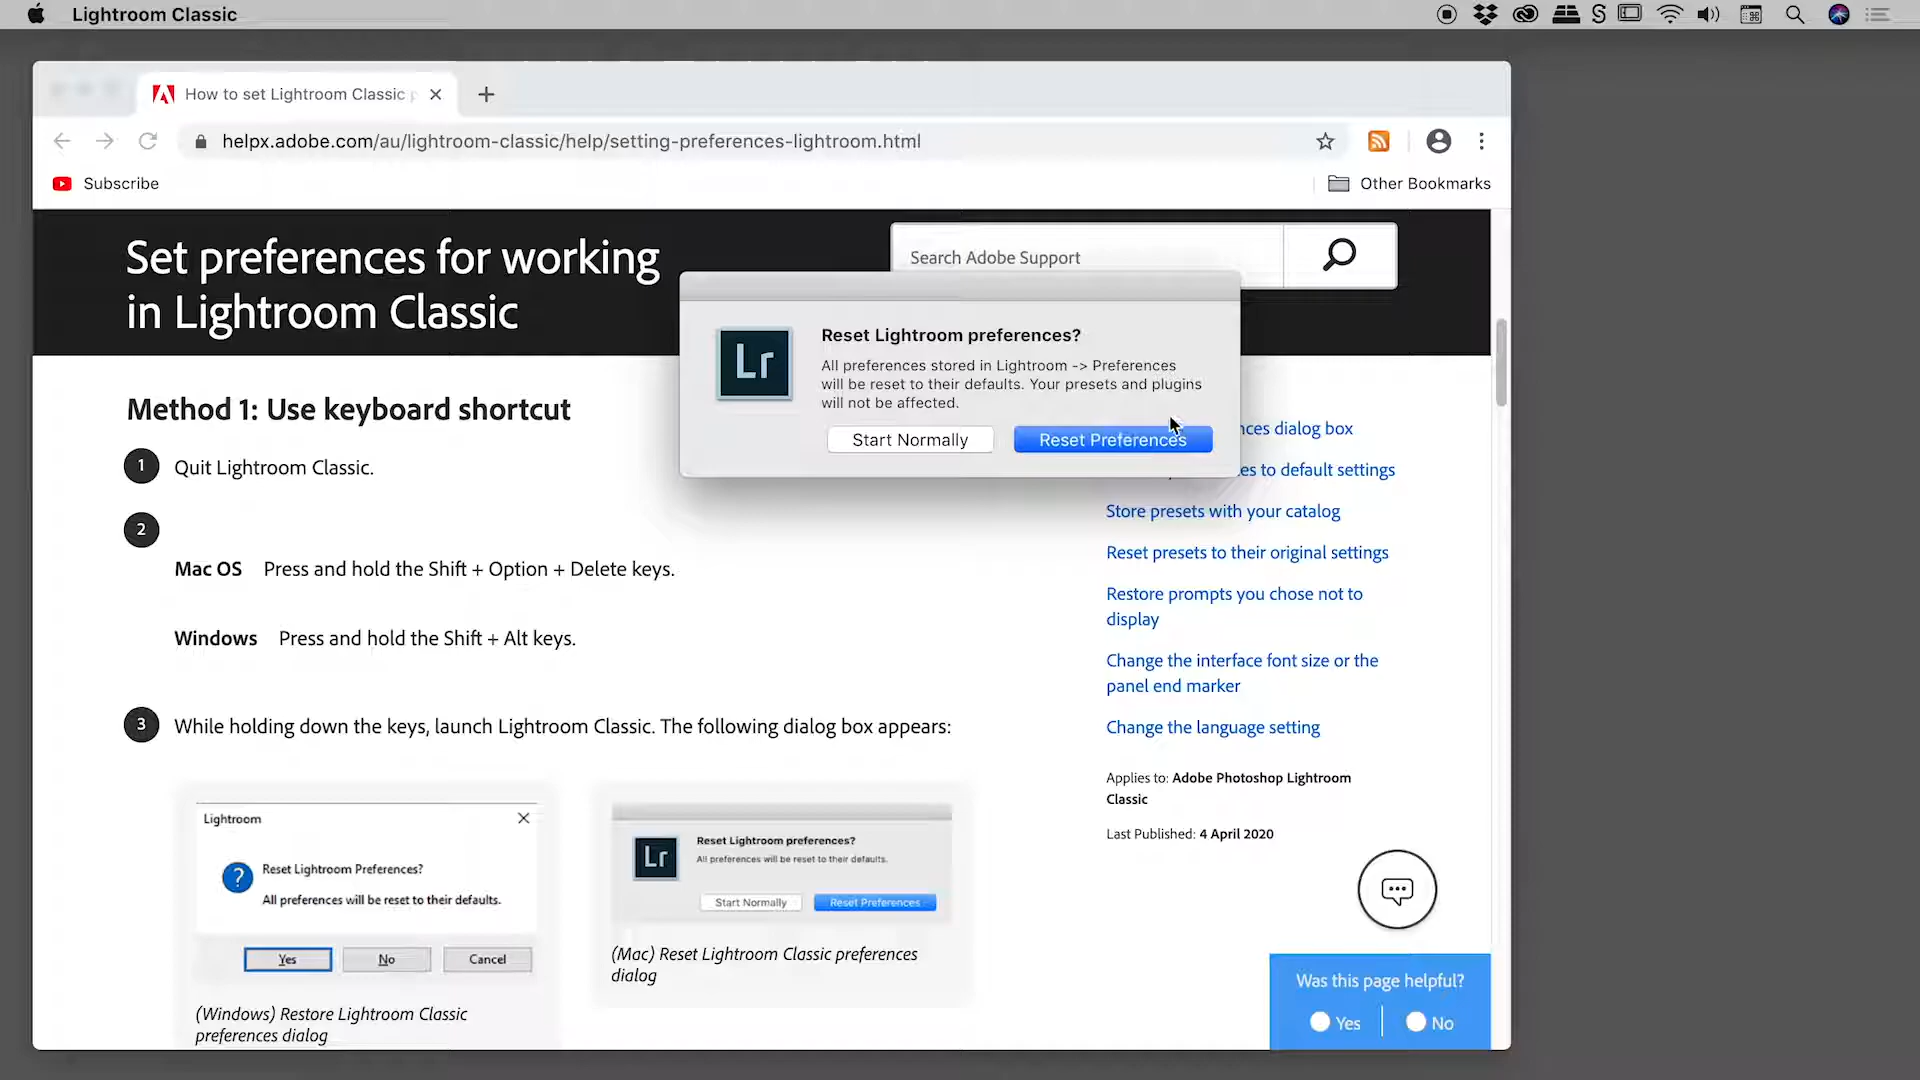 Lightroom Classic
How to set Lightroom Classic p
helpx.adobe.com/au/lightroom-classic/help/setting-preferences-lightroom.html
Subscribe
Other Bookmarks
Set preferences for working
in Lightroom Classic
Search Adobe Support
Lr
Reset Lightroom preferences?
All preferences stored in Lightroom -> Preferences
will be reset to their defaults. Your presets and plugins
will not be affected.
Start Normally
Reset Preferences
Method 1: Use keyboard shortcut
1 Quit Lightroom Classic.
2
Mac OS Press and hold the Shift + Option + Delete keys.
Windows Press and hold the Shift + Alt keys.
3 While holding down the keys, launch Lightroom Classic. The following dialog box appears:
Lightroom
Reset Lightroom Preferences?
All preferences will be reset to their defaults.
Yes
No
Cancel
(Windows) Restore Lightroom Classic
preferences dialog
Lr
Reset Lightroom preferences?
All preferences will be reset to their defaults.
Start Normally
Reset Preferences
(Mac) Reset Lightroom Classic preferences
dialog
nces dialog box
es to default settings
Store presets with your catalog
Reset presets to their original settings
Restore prompts you chose not to
display
Change the interface font size or the
panel end marker
Change the language setting
Applies to: Adobe Photoshop Lightroom
Classic
Last Published: 4 April 2020
Was this page helpful?
Yes
No